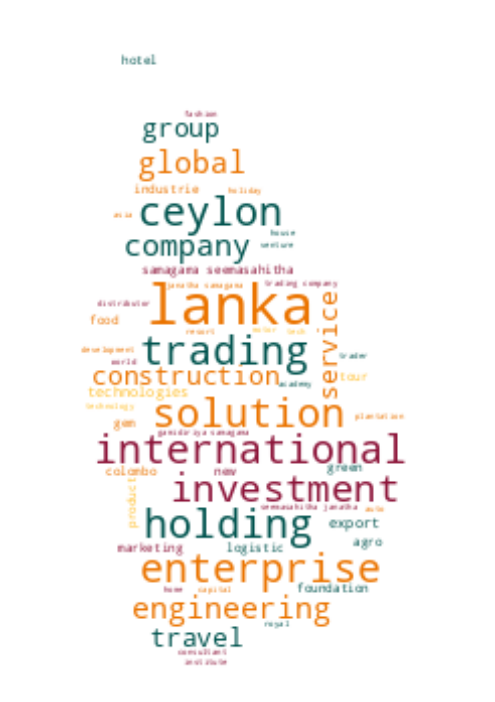 hotel
fashion
group
global
industrie holiday
asia ceylon
house
company venture
samagama seemasahitha
janatha samagama trading company
distributor lanka
food service
resort motor tech
trading
development trader
world
construction academy tour
technologies
technology solution
gem plantation
gamidiriya samagama
international
colombo new green
investment
product seemasahitha janatha auto
holding export
marketing logistic agro
enterprise
home capital foundation
engineering
royal
travel
consultant
institute